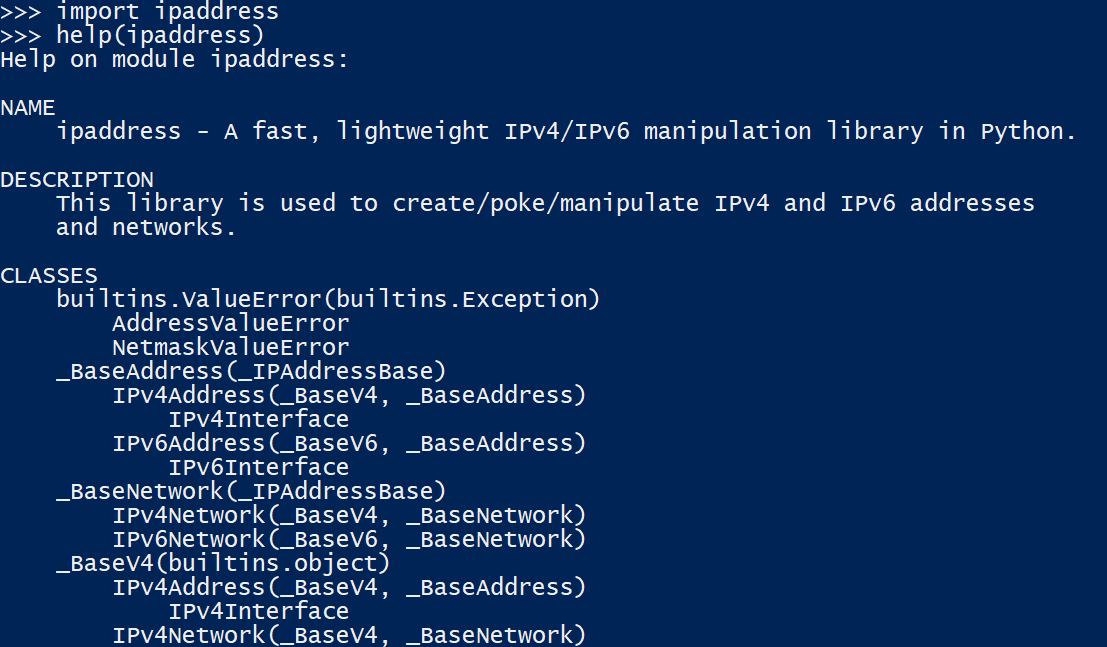 >>> import ipaddress
>>> help(ipaddress)
Help on module ipaddress:
NAME
ipaddress - A fast, lightweight IPv4/IPv6 manipulation library in Python.
DESCRIPTION
This library is used to create/poke/manipulate IPv4 and IPv6 addresses
and networks.
CLASSES
builtins.ValueError(builtins.Exception)
AddressValueError
NetmaskValueError
_BaseAddress(_IPAddressBase)
IPv4Address(_BaseV4, _BaseAddress)
IPv4Interface
IPv6Address(_BaseV6, _BaseAddress)
IPv6Interface
_BaseNetwork(_IPAddressBase)
IPv4Network(_BaseV4, _BaseNetwork)
IPv6Network(_BaseV6, _BaseNetwork)
_BaseV4(builtins.object)
IPv4Address(_BaseV4, _BaseAddress)
IPv4Interface
IPv4Network(_BaseV4, _BaseNetwork)